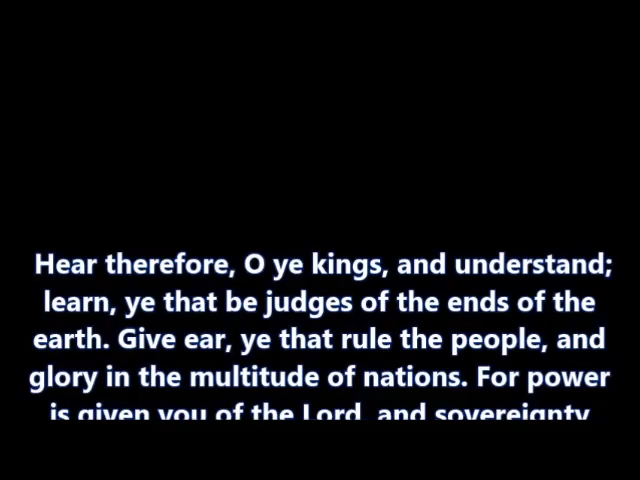 Hear therefore, O ye kings, and understand;
learn, ye that be judges of the ends of the
earth. Give ear, ye that rule the people, and
glory in the multitude of nations. For power
is given you of the Lord, and sovereignty